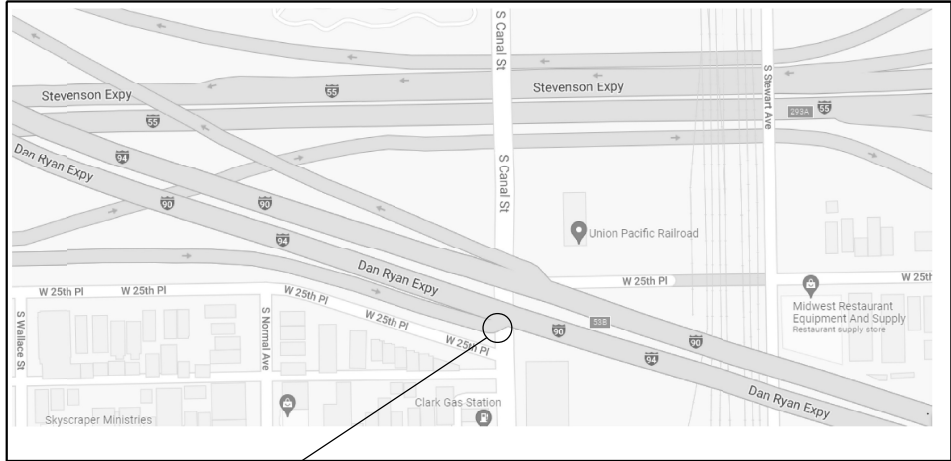 S Canal St
Stevenson Expy
55
Stevenson Expy
S Stewart Ave
55
293A
55
94
Dan Ryan Expy
90
90
S Canal St
94
Union Pacific Railroad
Dan Ryan Expy
W 25th Pl
W 25th
W 25th Pl
W 25th Pl
W 25th Pl
W 25th Pl
W 25th Pl
S Wallace St
S Normal Ave
90
53B
90
94
Midwest Restaurant
Equipment And Supply
Restaurant supply store
Dan Ryan Expy
Clark Gas Station
Skyscraper Ministries